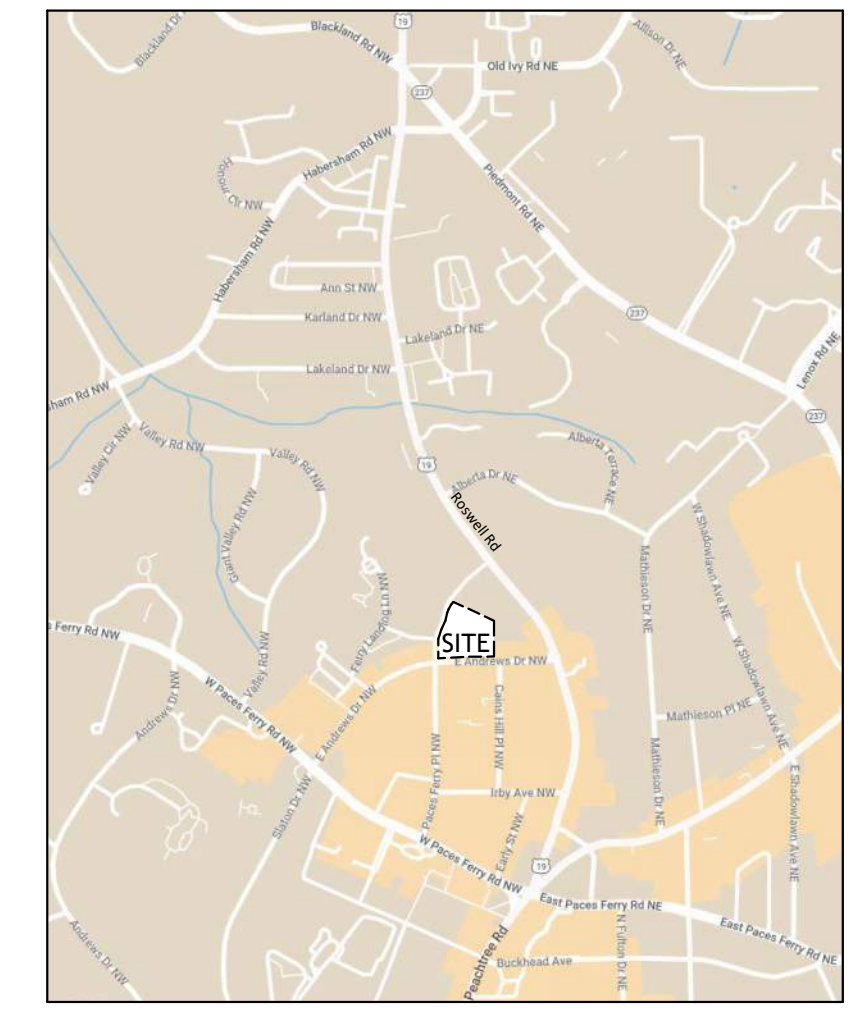 Blackland Dr
19
Blackland Rd NW
Allison Dr NE
Old Ivy Rd NE
237
Habersham Rd NW
Honour Cir NW
Piedmont Rd NE
Habersham Rd NW
Ann St NW
Karland Dr NW
237
Lakeland Dr NE
Lakeland Dr NW
Lenox Rd NE
sham Rd NW
237
Valley Cir NW
Valley Rd NW
Alberta Terrace NE
Valley Rd NW
19
Alberta Dr NE
Roswell Rd
Grant Valley Rd NW
W Shadowlawn Ave NE
Mathieson Dr NE
s Ferry Rd NW
SITE
E Andrews Dr NW
Valley Rd NW
W Shadowlawn Ave NE
Andrews Dr NW
W Paces Ferry Rd NW
E Andrews Dr NW
Cains Hill Pl NW
Mathieson Pl NE
Mathieson Dr NE
Paces Ferry Pl NW
Irby Ave NW
E Shadowlawn Ave NE
Slaton Dr NW
Early St NW
W Paces Ferry Rd NW
19
East Paces Ferry Rd NE
N Fulton Dr NE
East Paces Ferry Rd NE
Andrews Dr NW
Peachtree Rd
Buckhead Ave